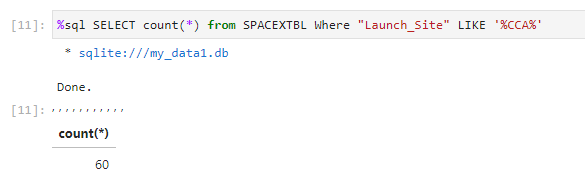 [11]: %sql SELECT count(*) from SPACEXTBL Where "Launch_Site" LIKE '%CCA%'
* sqlite:///my_data1.db
Done.
[11]: ,,,,,,,,,,,
count(*)
60